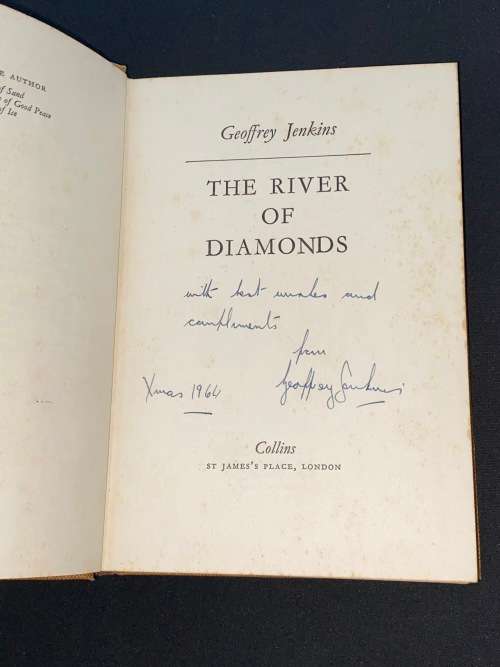 AUTHOR
of Sand
of Good Peace
of Ice
Geoffrey Jenkins
THE RIVER
OF
DIAMONDS
with best wishes and
compliments
from
Geoffrey Jenkins
Xmas 1964
Collins
ST JAMES'S PLACE, LONDON